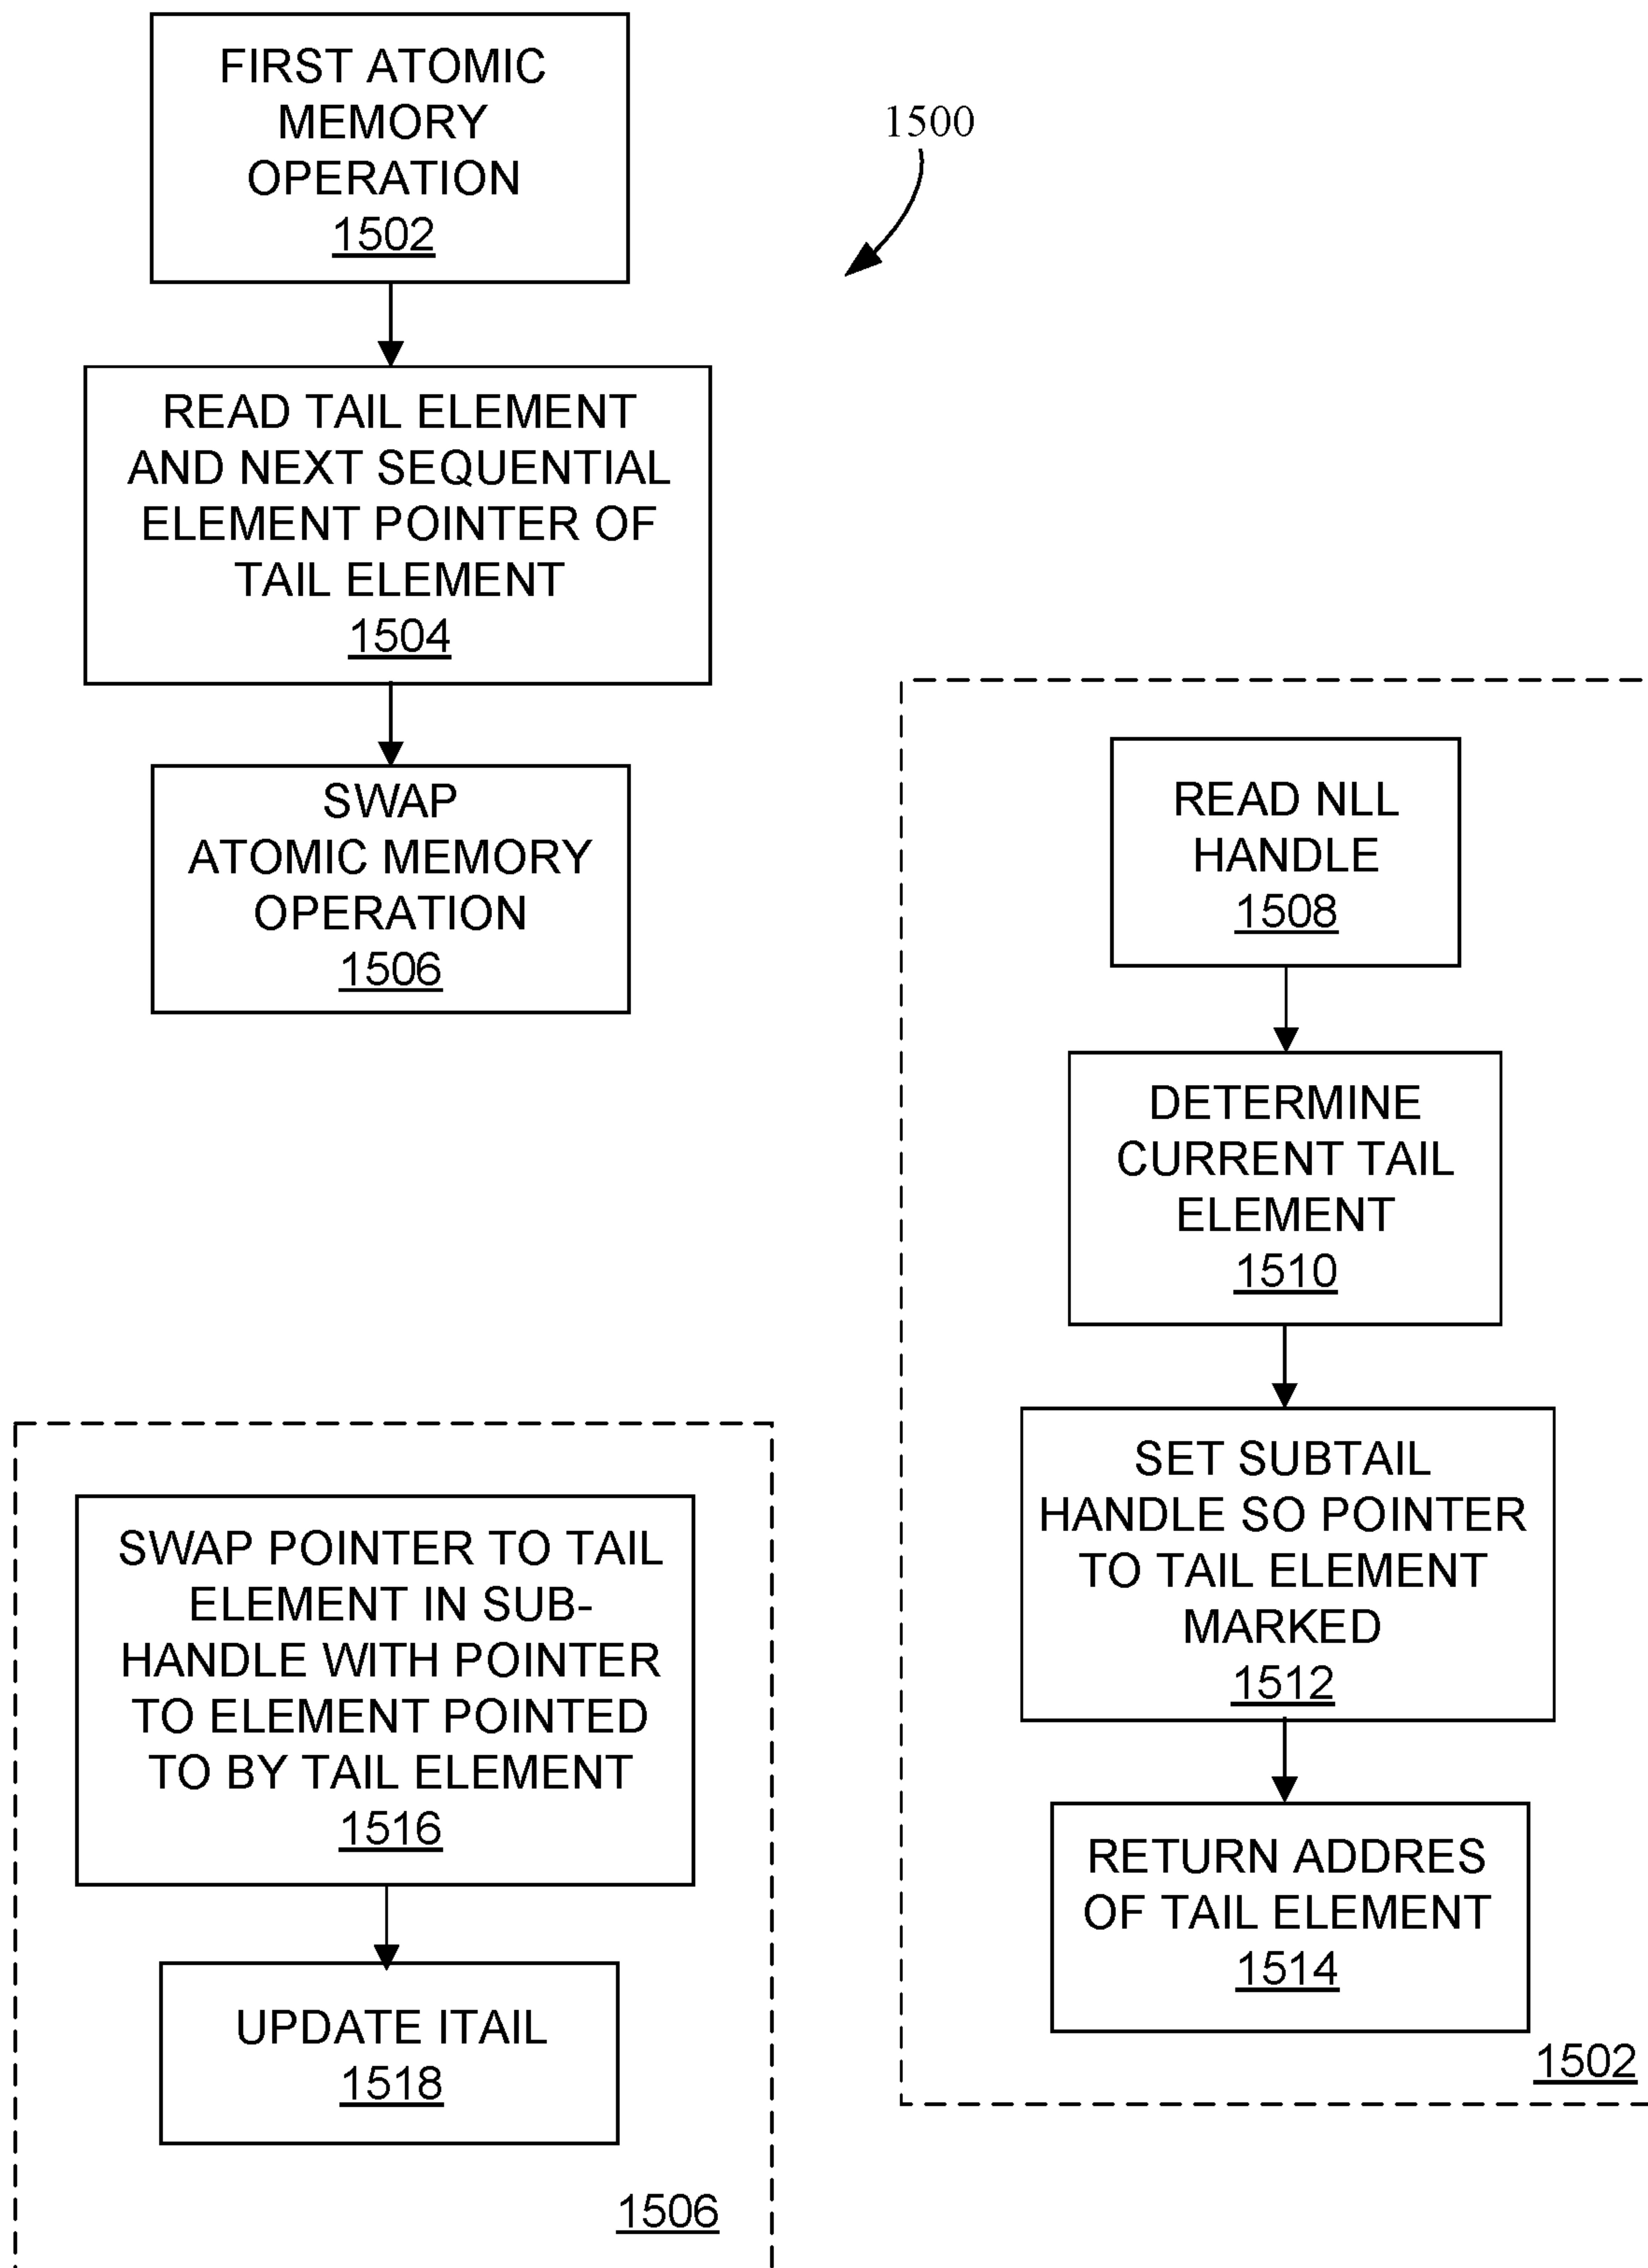 FIRST ATOMIC
MEMORY
OPERATION
1502
1500
READ TAIL ELEMENT
AND NEXT SEQUENTIAL
ELEMENT POINTER OF
TAIL ELEMENT
1504
SWAP
ATOMIC MEMORY
OPERATION
1506
READ NLL
HANDLE
1508
DETERMINE
CURRENT TAIL
ELEMENT
1510
SET SUBTAIL
HANDLE SO POINTER
TO TAIL ELEMENT
MARKED
1512
RETURN ADDRES
OF TAIL ELEMENT
1514
1502
SWAP POINTER TO TAIL
ELEMENT IN SUB-
HANDLE WITH POINTER
TO ELEMENT POINTED
TO BY TAIL ELEMENT
1516
UPDATE ITAIL
1518
1506